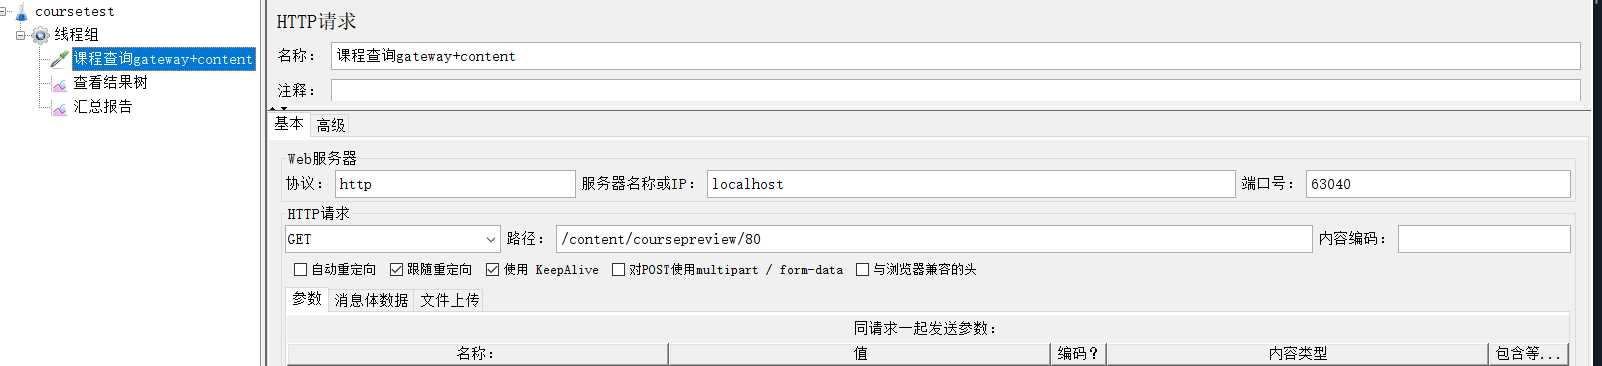 coursetest
线程组
课程查询gateway+content
查看结果树
汇总报告
HTTP请求
名称： 课程查询gateway+content
注释：
基本 高级
Web服务器
协议： http 服务器名称或IP： localhost 端口号： 63040
HTTP请求
GET 路径： /content/coursepreview/80 内容编码：
自动重定向 跟随重定向 使用 KeepAlive 对POST使用multipart / form-data 与浏览器兼容的头
参数 消息体数据 文件上传
同请求一起发送参数：
名称： 值 编码？ 内容类型 包含等...